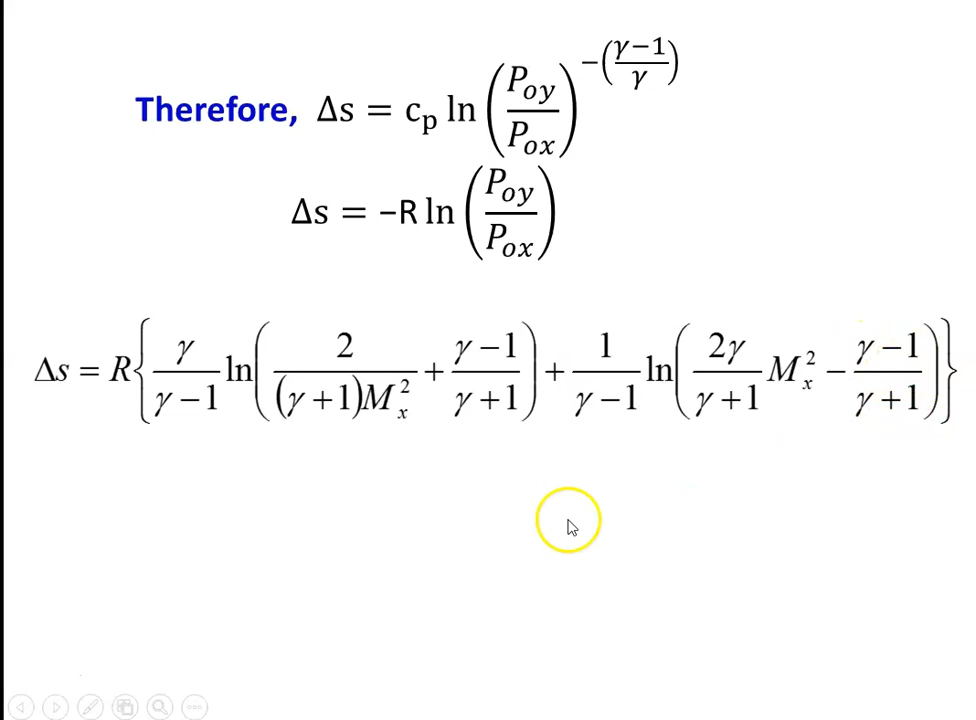 Therefore, Δs = c_p ln (P_oy / P_ox)^−((γ−1)/γ)
Δs = −R ln (P_oy / P_ox)
Δs = R{ γ/(γ−1) ln( 2/((γ+1)M_x^2) + (γ−1)/(γ+1) ) + 1/(γ−1) ln( 2γ/(γ+1) M_x^2 − (γ−1)/(γ+1) ) }